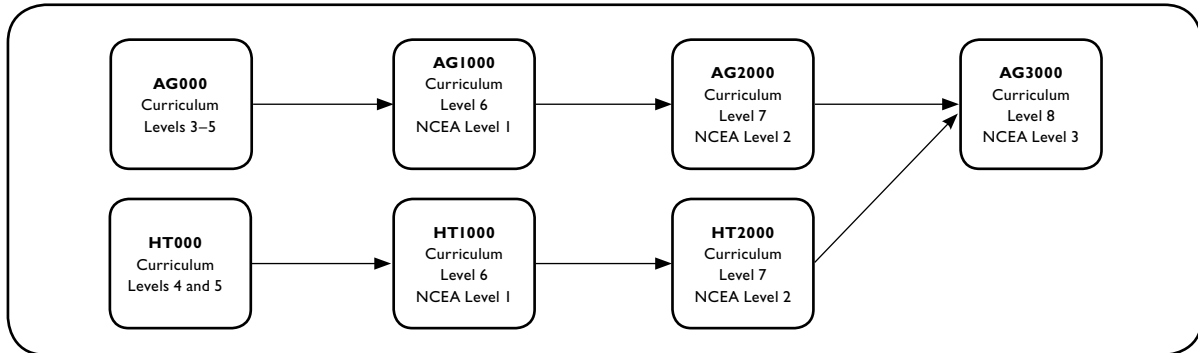 AG000
Curriculum
Levels 3–5
AG1000
Curriculum
Level 6
NCEA Level 1
AG2000
Curriculum
Level 7
NCEA Level 2
AG3000
Curriculum
Level 8
NCEA Level 3
HT000
Curriculum
Levels 4 and 5
HT1000
Curriculum
Level 6
NCEA Level 1
HT2000
Curriculum
Level 7
NCEA Level 2